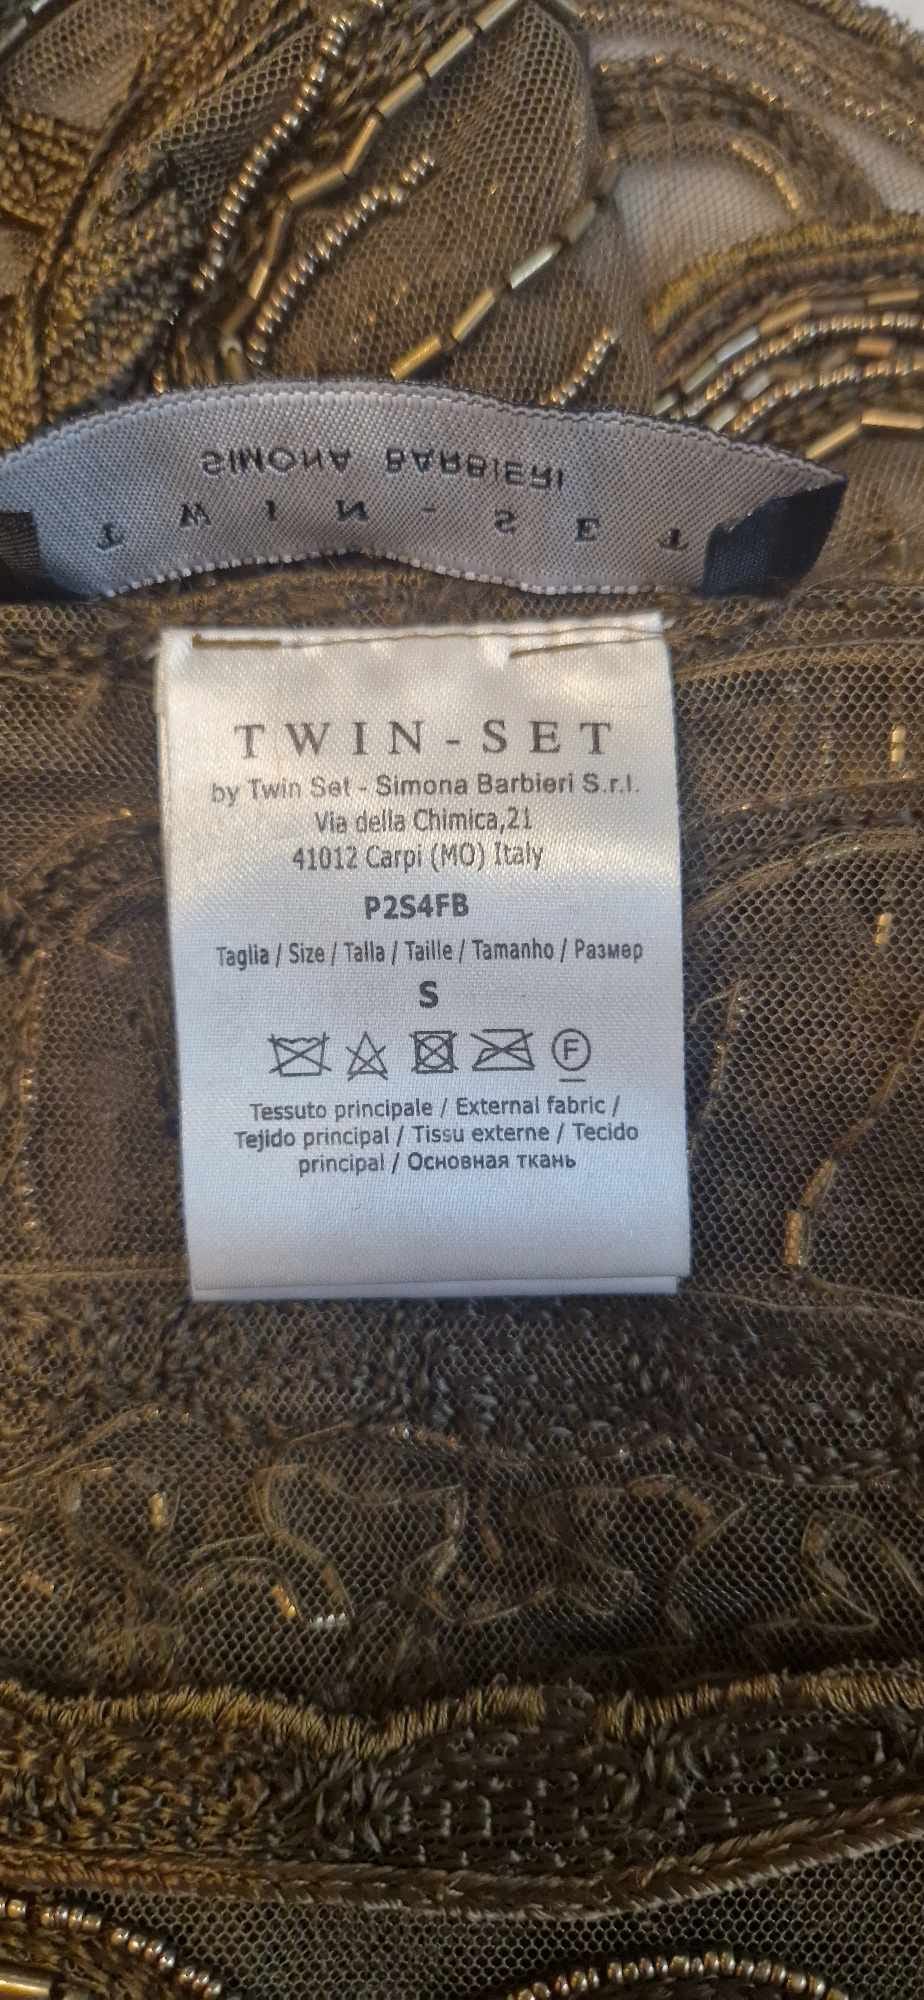 SIMONA BARBIERI
TWIN-SET
TWIN-SET
by Twin Set - Simona Barbieri S.r.l.
Via della Chimica,21
41012 Carpi (MO) Italy
P2S4FB
Taglia / Size / Talla / Taille / Tamanho / Размер
S
F
Tessuto principale / External fabric /
Tejido principal / Tissu externe / Tecido
principal / Основная ткань